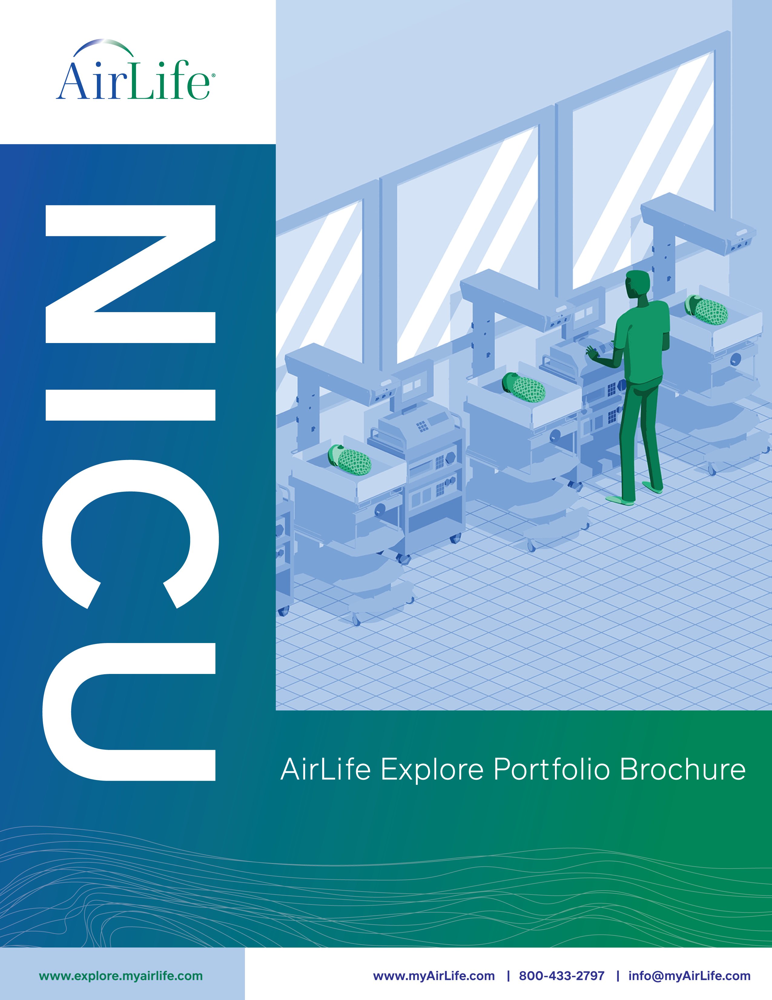 AirLife®
NICU
AirLife Explore Portfolio Brochure
www.explore.myairlife.com
www.myAirLife.com | 800-433-2797 | info@myAirLife.com